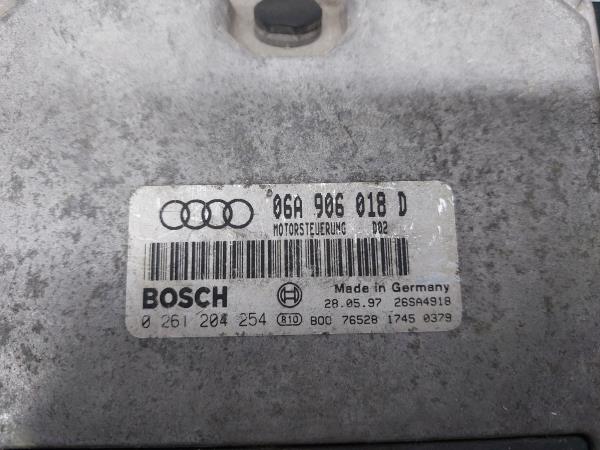 06A 906 018 D
MOTORSTEUERUNG D02
BOSCH Made in Germany
28.05.97 26SA4918
0 261 204 254 810 B00 76528 1745 0379